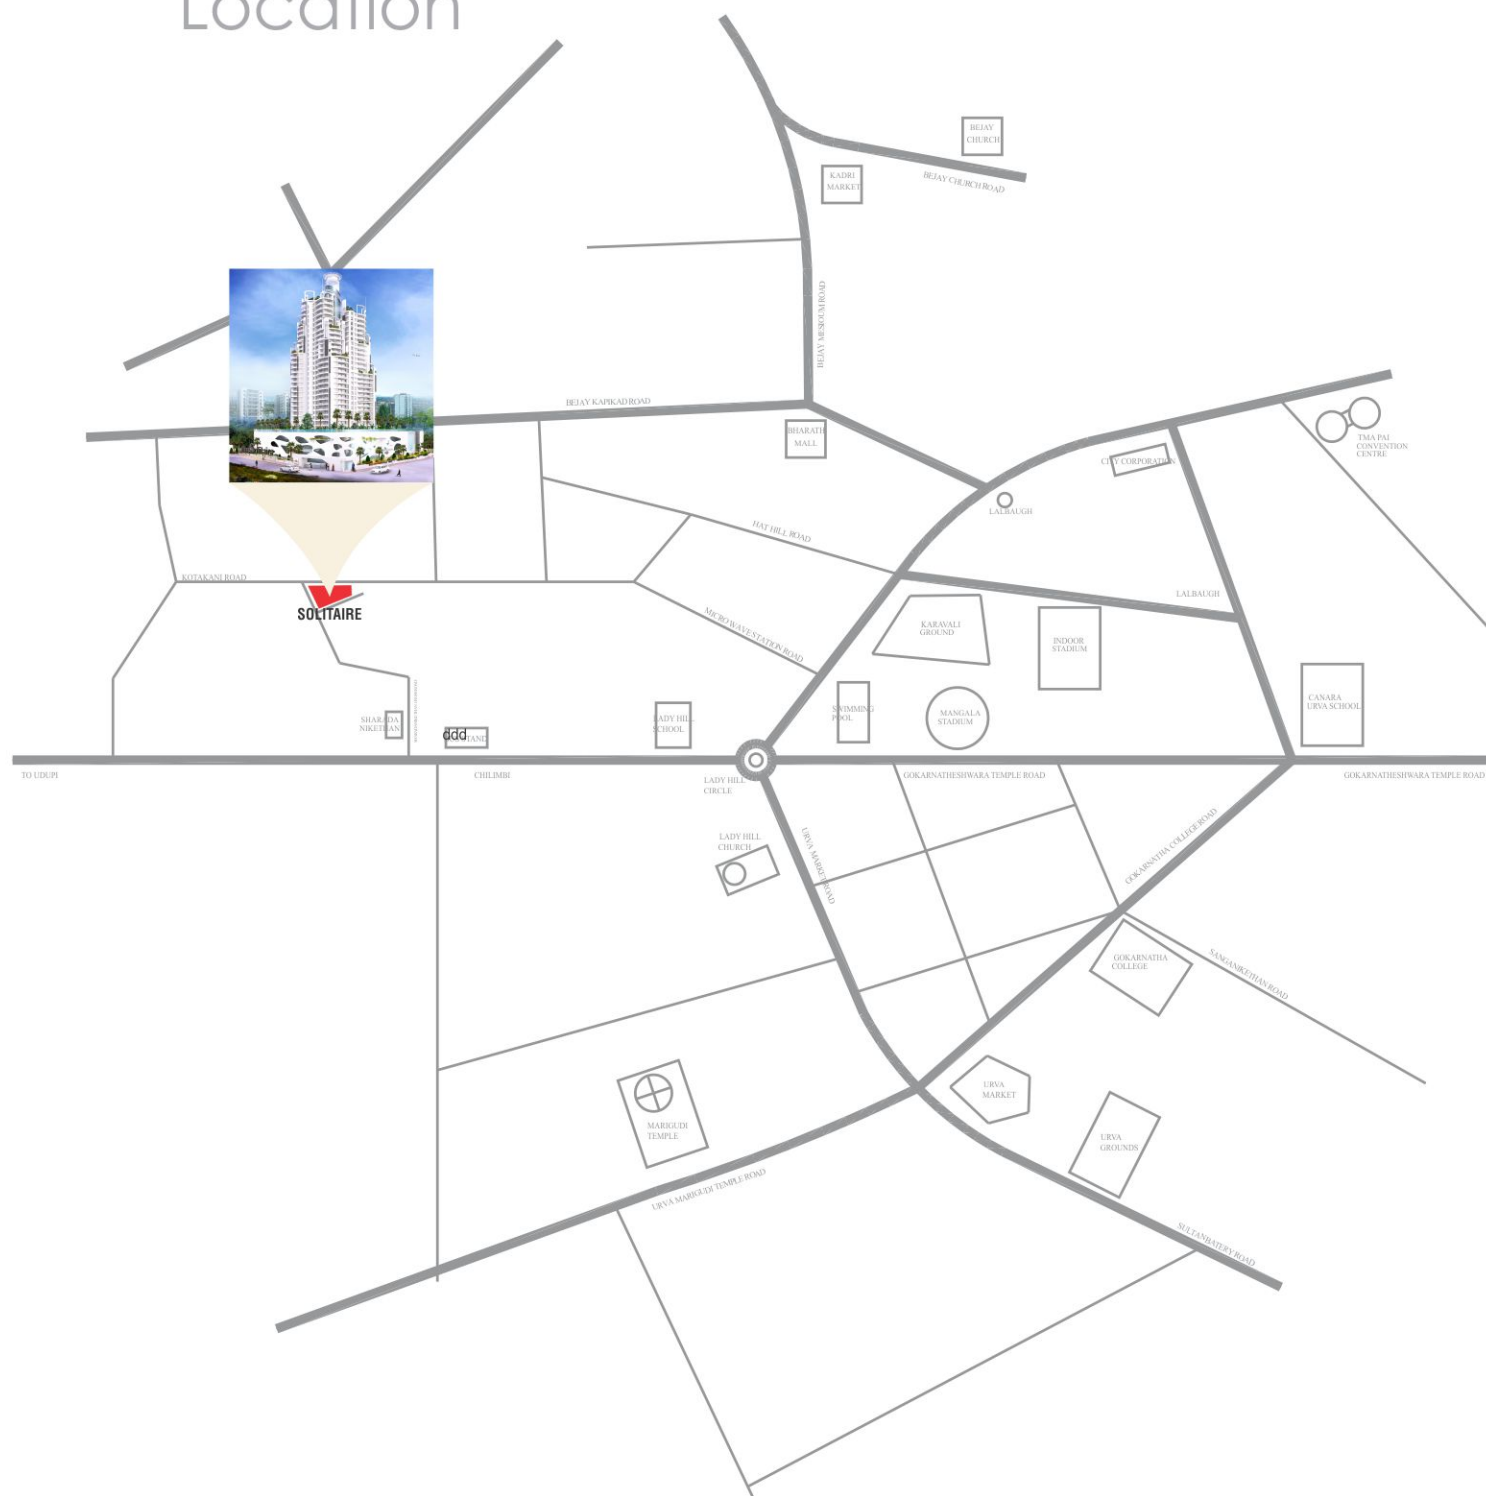 Location
BEJAY
CHURCH
KADRI
MARKET
BEJAY CHURCH ROAD
BEJAY MESKOUM ROAD
BEJAY KAPIKAD ROAD
BHARATH
MALL
TMA PAI
CONVENTION
CENTRE
CITY CORPORATION
LALBAUGH
HAT HILL ROAD
KOTAKANI ROAD
LALBAUGH
SOLITAIRE
MICROWAVE STATION ROAD
KARAVALI
GROUND
INDOOR
STADIUM
CANARA
URVA SCHOOL
SHARADA
NIKETHAN
ddd
LADY HILL
SCHOOL
SWIMMING
POOL
MANGALA
STADIUM
TO UDUPI
CHILIMBI
LADY HILL
CIRCLE
GOKARNATHESHWARA TEMPLE ROAD
GOKARNATHESHWARA TEMPLE ROAD
LADY HILL
CHURCH
URVA MARKET ROAD
GOKARNATHA COLLEGE ROAD
GOKARNATHA
COLLEGE
SANGANIKETHAN ROAD
URVA
MARKET
MARIGUDI
TEMPLE
URVA
GROUNDS
URVA MARIGUDI TEMPLE ROAD
SULTANBATERY ROAD